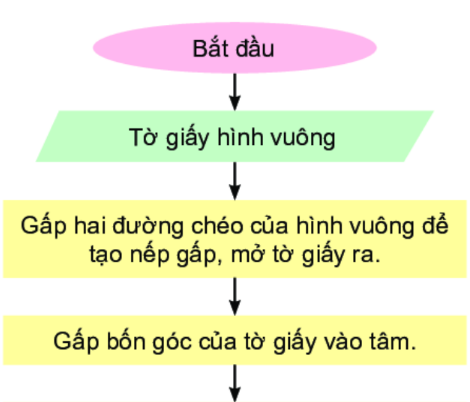 Bắt đầu
Tờ giấy hình vuông
Gấp hai đường chéo của hình vuông để
tạo nếp gấp, mở tờ giấy ra.
Gấp bốn góc của tờ giấy vào tâm.